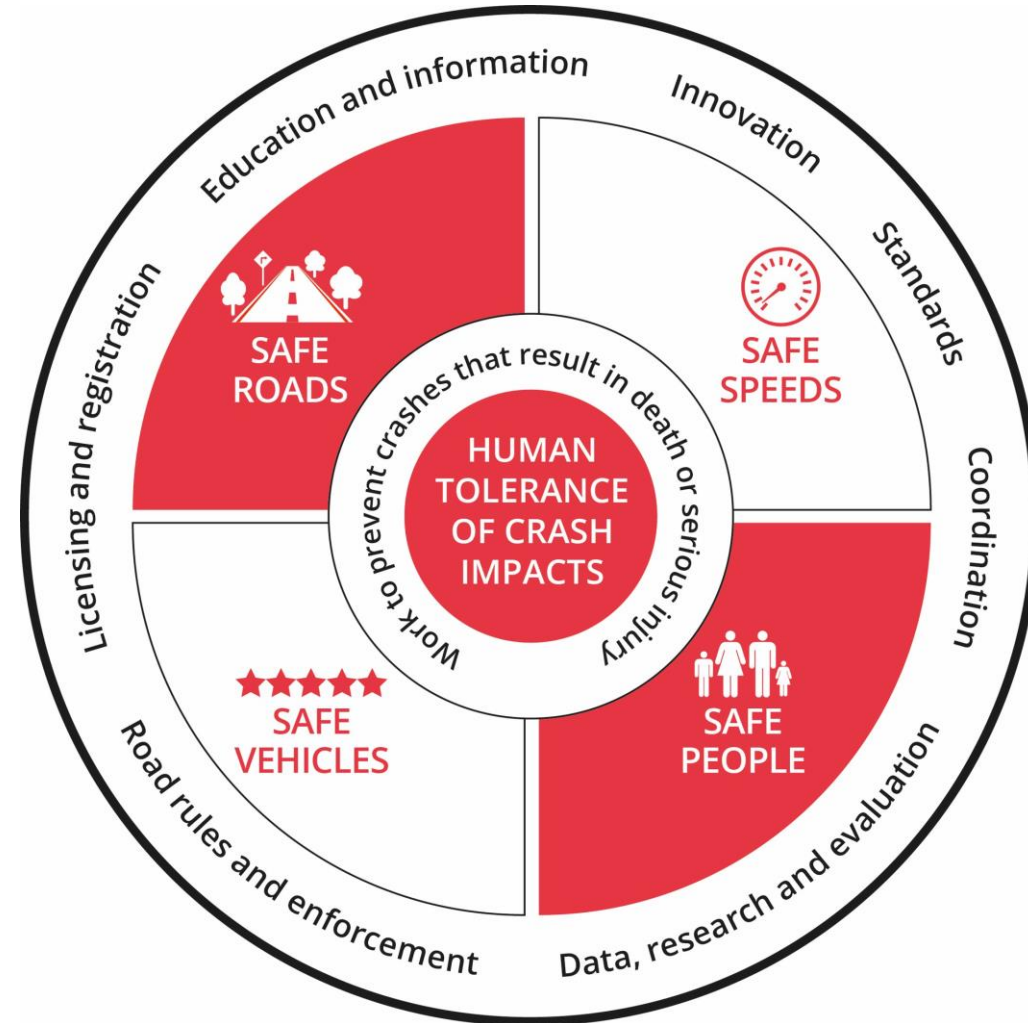 Education and information
Innovation
Standards
Coordination
Data, research and evaluation
Road rules and enforcement
Licensing and registration
SAFE
ROADS
SAFE
SPEEDS
SAFE
PEOPLE
SAFE
VEHICLES
Work to prevent crashes that result in death or serious injury
HUMAN
TOLERANCE
OF CRASH
IMPACTS